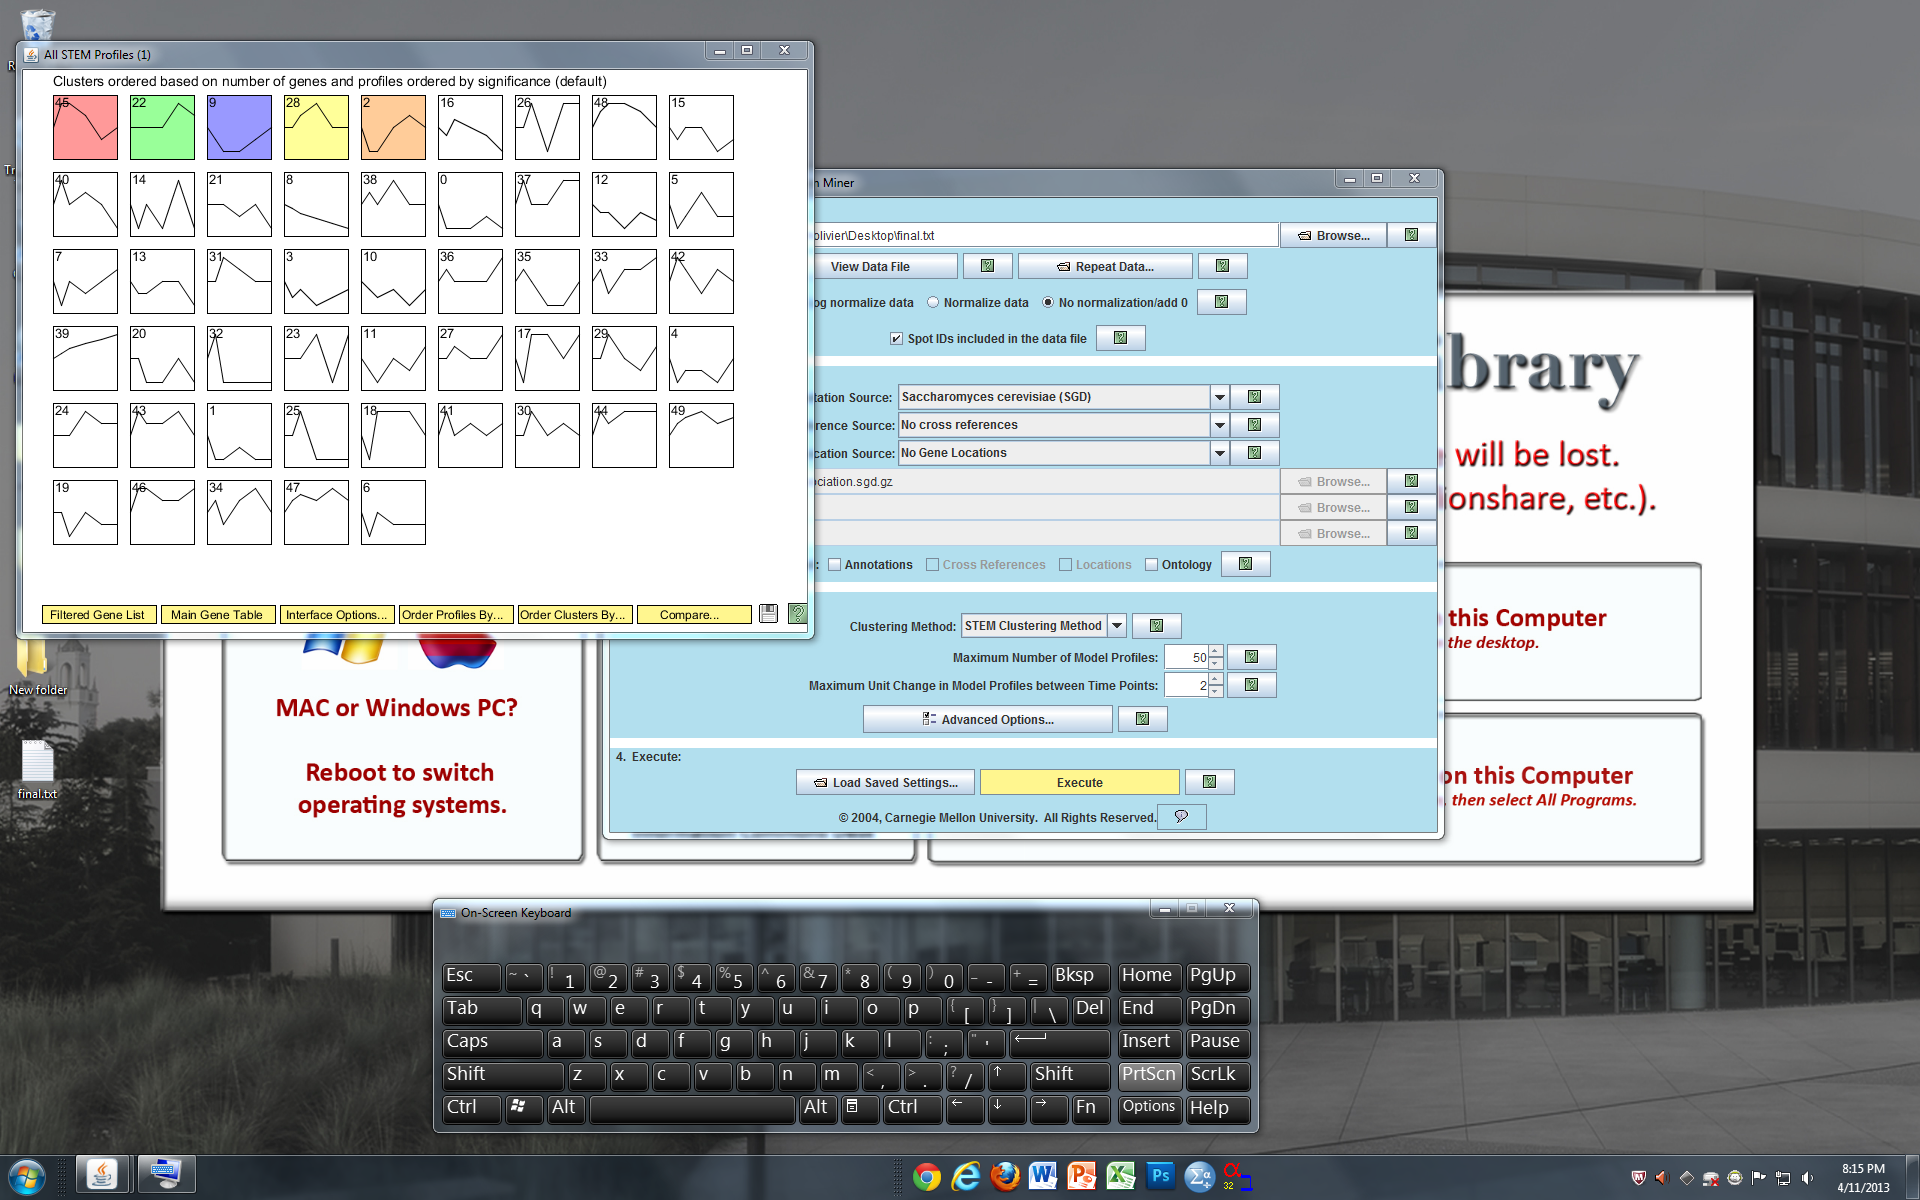 All STEM Profiles (1)
Clusters ordered based on number of genes and profiles ordered by significance (default)
45 22 9 28 2 16 26 48 15
40 14 21 8 38 0 37 12 5
7 13 31 3 10 36 35 33 42
39 20 32 23 11 27 17 29 4
24 43 1 25 18 41 30 44 49
19 46 34 47 6
Filtered Gene List Main Gene Table Interface Options... Order Profiles By... Order Clusters By... Compare...
Miner
olivier\Desktop\final.txt Browse...
View Data File Repeat Data...
og normalize data Normalize data No normalization/add 0
Spot IDs included in the data file
tation Source: Saccharomyces cerevisiae (SGD)
rence Source: No cross references
cation Source: No Gene Locations
ociation.sgd.gz Browse...
Browse...
Browse...
: Annotations Cross References Locations Ontology
Clustering Method: STEM Clustering Method
Maximum Number of Model Profiles: 50
Maximum Unit Change in Model Profiles between Time Points: 2
Advanced Options...
4. Execute:
Load Saved Settings... Execute
© 2004, Carnegie Mellon University. All Rights Reserved.
brary
will be lost.
ionshare, etc.).
this Computer
the desktop.
on this Computer
then select All Programs.
MAC or Windows PC?
Reboot to switch
operating systems.
New folder
final.txt
On-Screen Keyboard
Esc ~ ` ! 1 @ 2 # 3 $ 4 % 5 ^ 6 & 7 * 8 ( 9 ) 0 _ - + = Bksp Home PgUp
Tab q w e r t y u i o p { [ } ] | \ Del End PgDn
Caps a s d f g h j k l : ; " ' Insert Pause
Shift z x c v b n m < , > . ? / ↑ Shift PrtScn ScrLk
Ctrl Alt Alt Ctrl ← ↓ → Fn Options Help
8:15 PM
4/11/2013